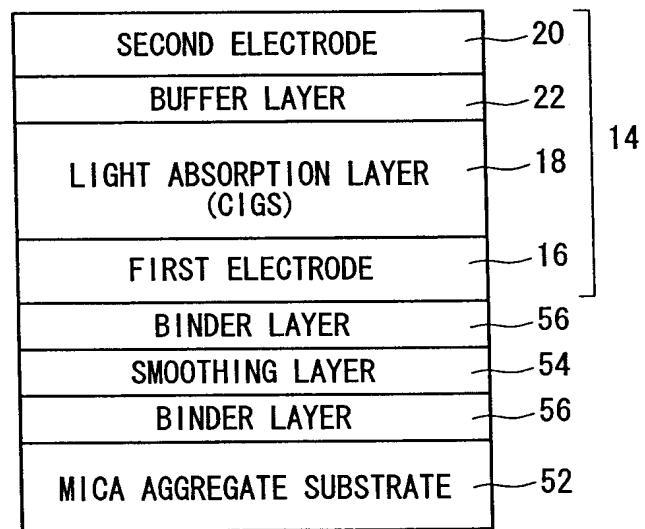 SECOND ELECTRODE 20
BUFFER LAYER 22
14
LIGHT ABSORPTION LAYER 18
(CIGS)
FIRST ELECTRODE 16
BINDER LAYER 56
SMOOTHING LAYER 54
BINDER LAYER 56
MICA AGGREGATE SUBSTRATE 52